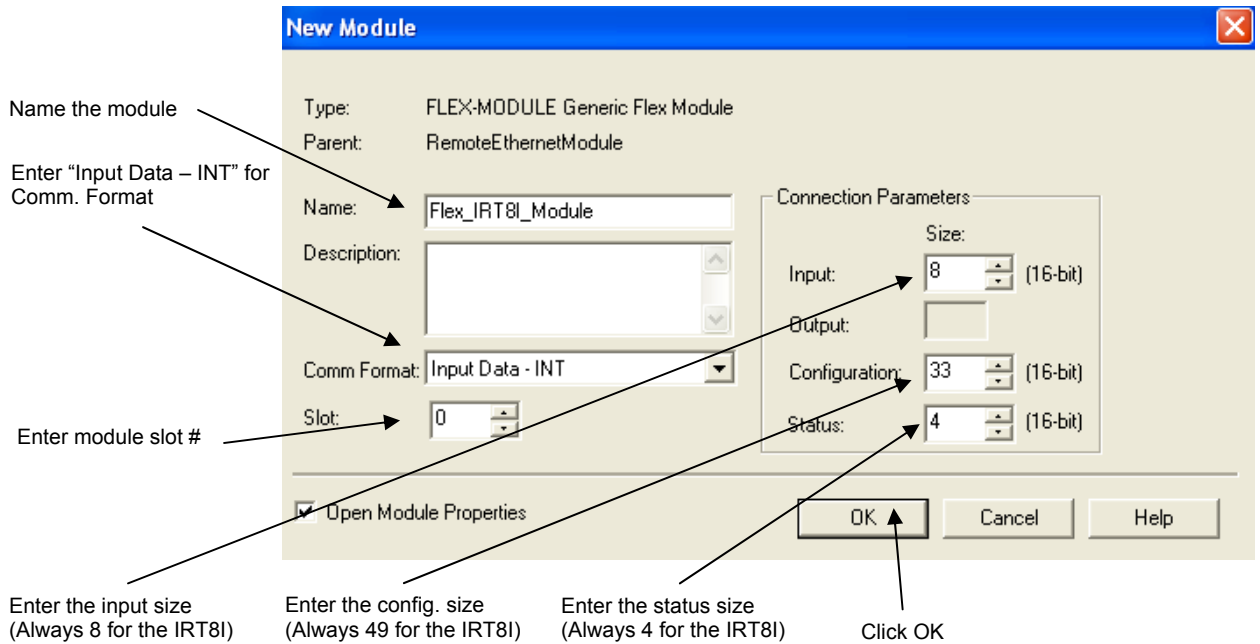 New Module
Name the module
Type: FLEX-MODULE Generic Flex Module
Parent: RemoteEthernetModule
Enter “Input Data – INT” for
Comm. Format
Name: Flex_IRT8I_Module
Description:
Comm Format: Input Data - INT
Slot: 0
Enter module slot #
Connection Parameters
Size:
Input: 8 (16-bit)
Output:
Configuration: 33 (16-bit)
Status: 4 (16-bit)
Open Module Properties
OK Cancel Help
Enter the input size
(Always 8 for the IRT8I)
Enter the config. size
(Always 49 for the IRT8I)
Enter the status size
(Always 4 for the IRT8I)
Click OK